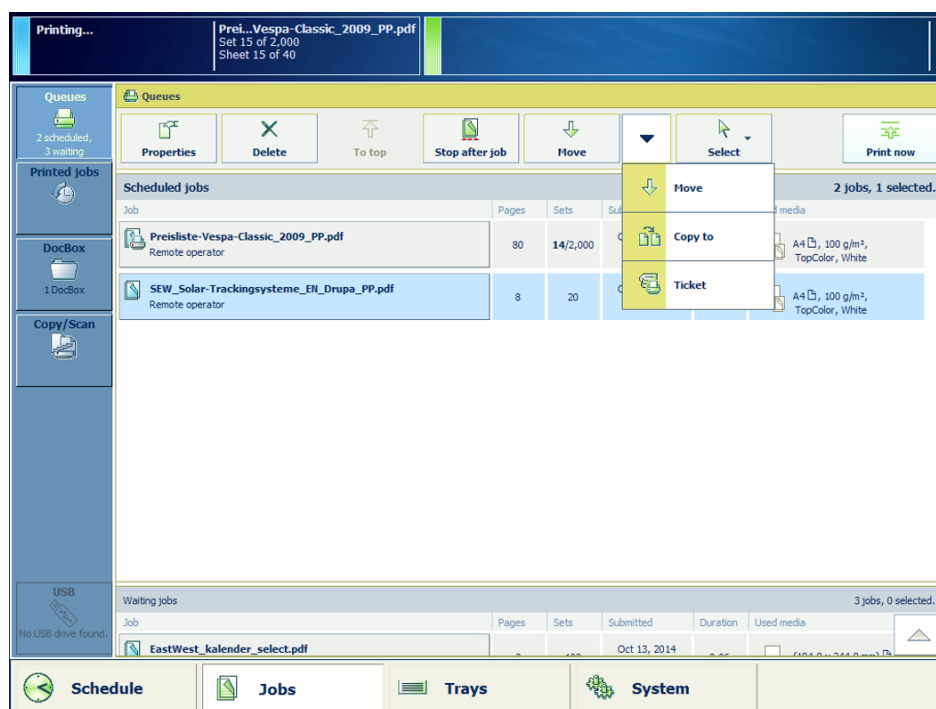 Printing...
Prei...Vespa-Classic_2009_PP.pdf
Set 15 of 2,000
Sheet 15 of 40
Queues
2 scheduled,
3 waiting
Printed jobs
DocBox
1 DocBox
Copy/Scan
USB
No USB drive found.
Queues
Properties
Delete
To top
Stop after job
Move
Select
Print now
Move
Copy to
Ticket
Scheduled jobs
2 jobs, 1 selected.
Job
Pages
Sets
media
Preisliste-Vespa-Classic_2009_PP.pdf
Remote operator
80
14/2,000
A4, 100 g/m²,
TopColor, White
SEW_Solar-Trackingsysteme_EN_Drupa_PP.pdf
Remote operator
8
20
A4, 100 g/m²,
TopColor, White
Waiting jobs
3 jobs, 0 selected.
Job
Pages
Sets
Submitted
Duration
Used media
EastWest_kalender_select.pdf
Oct 13, 2014
Schedule
Jobs
Trays
System